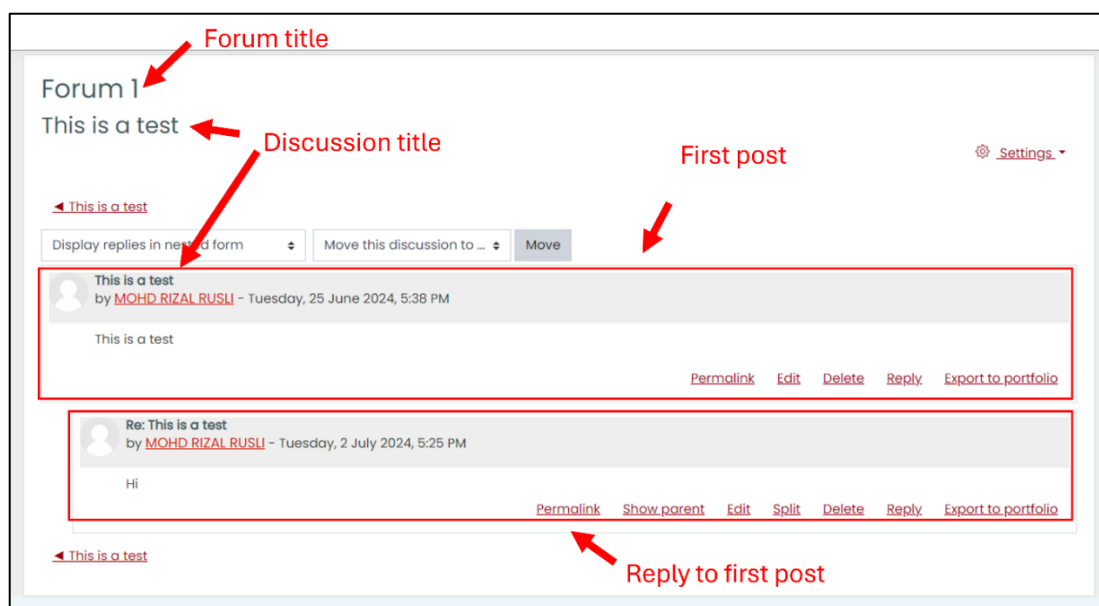 Forum title
Forum 1
This is a test
Discussion title
First post
Settings
◄ This is a test
Display replies in nested form
Move this discussion to ...
Move
This is a test
by MOHD RIZAL RUSLI - Tuesday, 25 June 2024, 5:38 PM
This is a test
Permalink Edit Delete Reply Export to portfolio
Re: This is a test
by MOHD RIZAL RUSLI - Tuesday, 2 July 2024, 5:25 PM
Hi
Permalink Show parent Edit Split Delete Reply Export to portfolio
◄ This is a test
Reply to first post